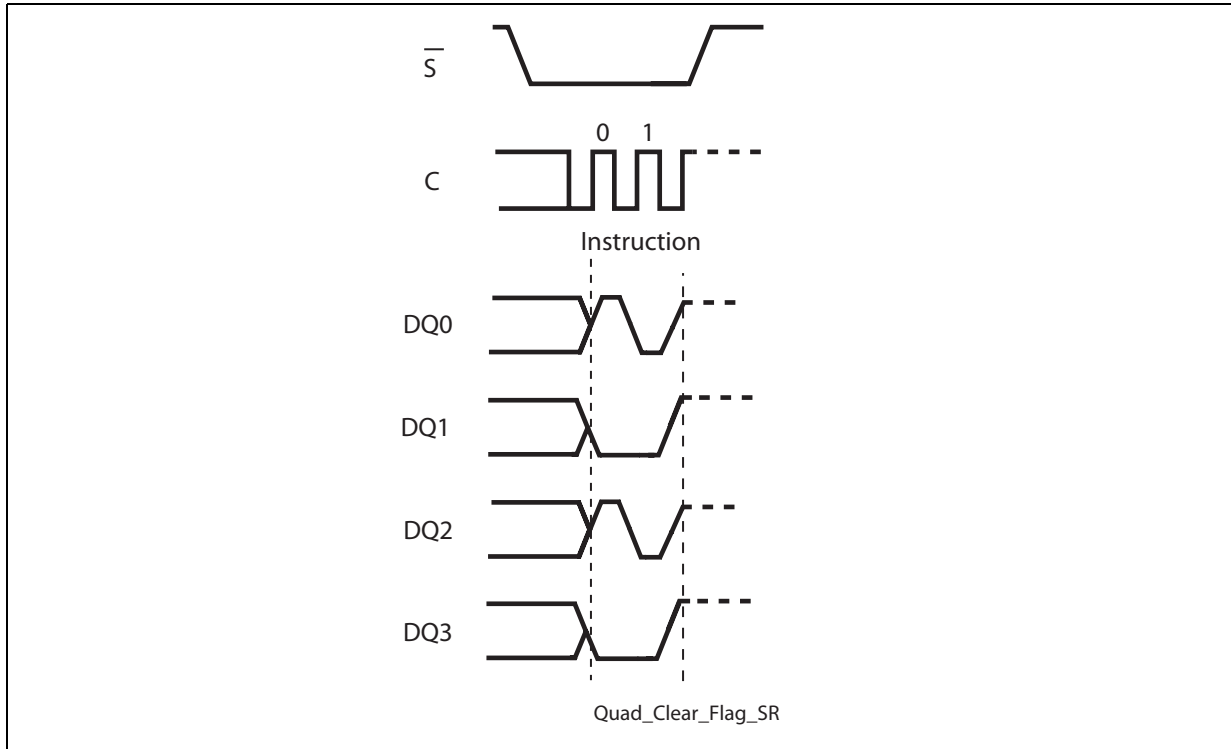 S
0 1
C
Instruction
DQ0
DQ1
DQ2
DQ3
Quad_Clear_Flag_SR